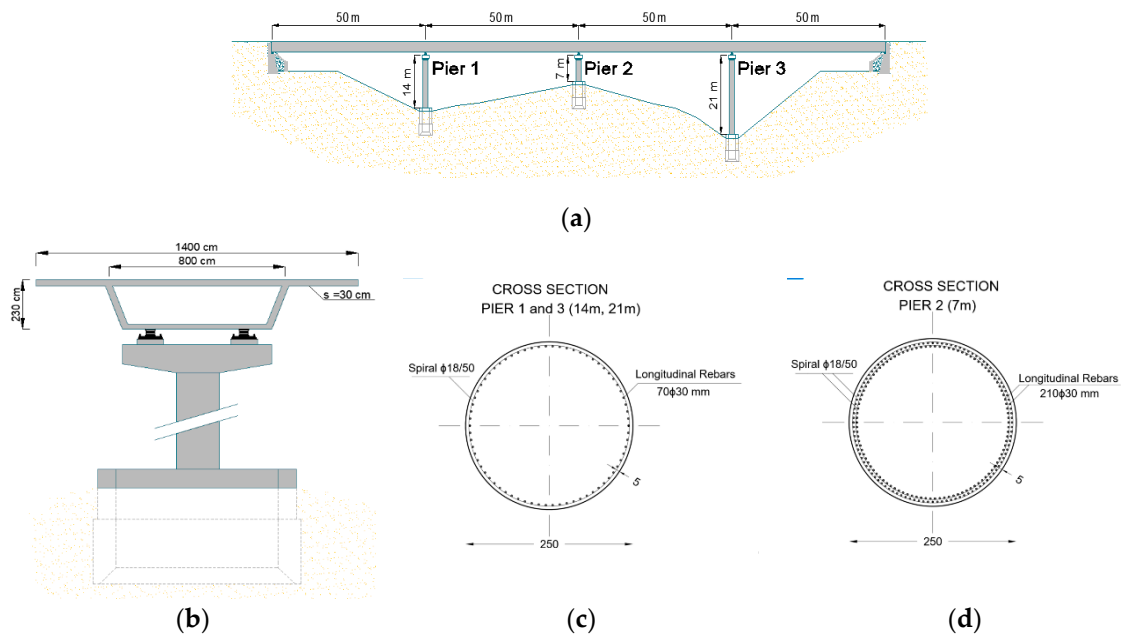 50 m 50 m 50 m 50 m
Pier 1 Pier 2 Pier 3
14 m
7 m
21 m
(a)
1400 cm
800 cm
230 cm
s =30 cm
(b)
CROSS SECTION
PIER 1 and 3 (14m, 21m)
Spiral ϕ18/50
Longitudinal Rebars
70ϕ30 mm
5
250
(c)
CROSS SECTION
PIER 2 (7m)
Spiral ϕ18/50
Longitudinal Rebars
210ϕ30 mm
5
250
(d)